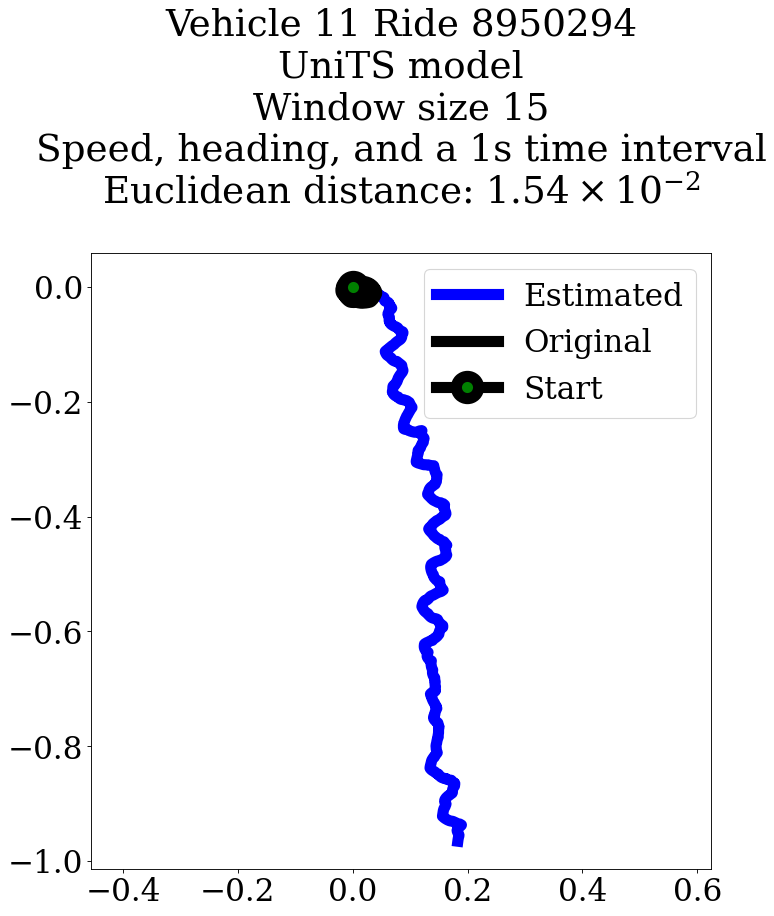 Vehicle 11 Ride 8950294
UniTS model
Window size 15
Speed, heading, and a 1s time interval
Euclidean distance: 1.54 × 10⁻²
Estimated
Original
Start
0.0
−0.2
−0.4
−0.6
−0.8
−1.0
−0.4 −0.2 0.0 0.2 0.4 0.6